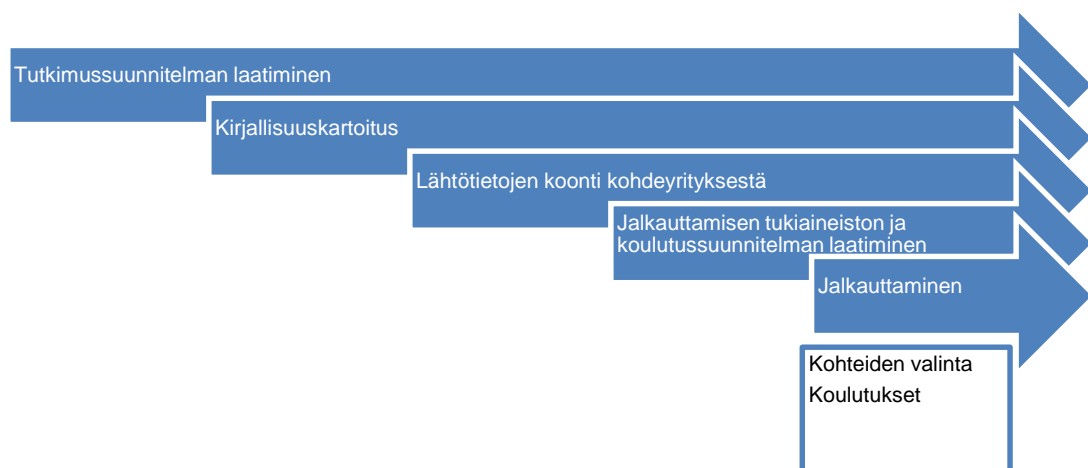 Tutkimussuunnitelman laatiminen
Kirjallisuuskartoitus
Lähtötietojen koonti kohdeyrityksestä
Jalkauttamisen tukiaineiston ja
koulutussuunnitelman laatiminen
Jalkauttaminen
Kohteiden valinta
Koulutukset